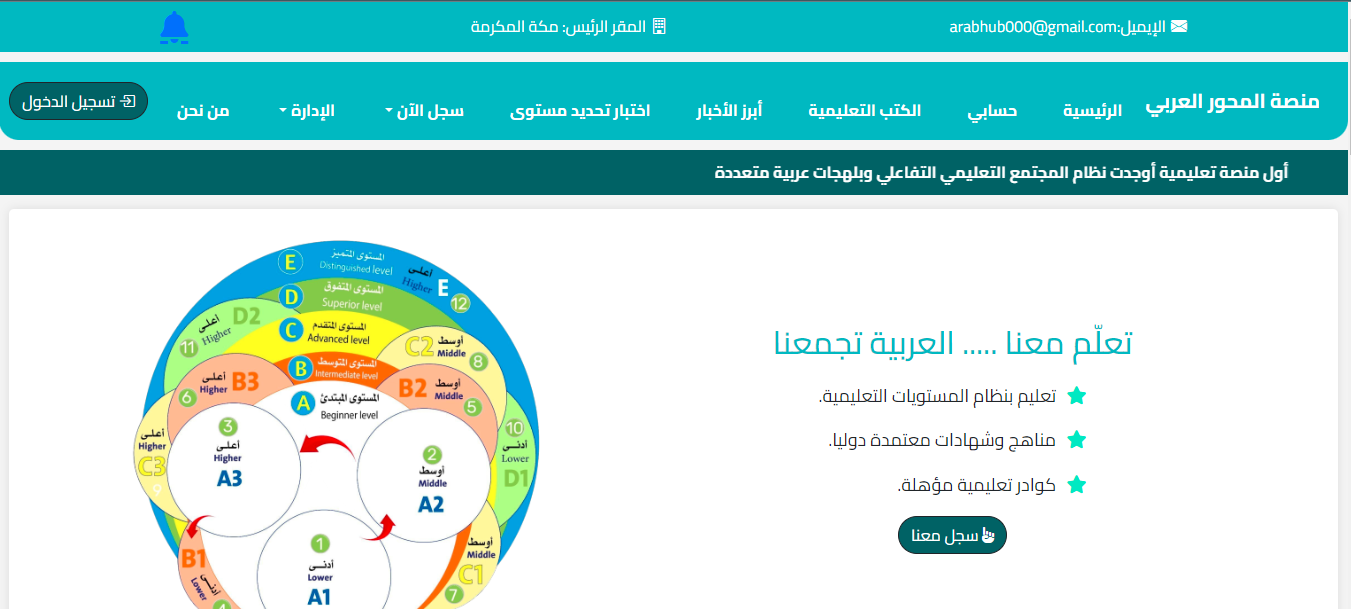 الإيميل:arabhub000@gmail.com
المقر الرئيس: مكة المكرمة
منصة المحور العربي
الرئيسية
حسابي
الكتب التعليمية
أبرز الأخبار
اختبار تحديد مستوى
سجل الآن
الإدارة
من نحن
تسجيل الدخول
أول منصة تعليمية أوجدت نظام المجتمع التعليمي التفاعلي وبلهجات عربية متعددة
تعلّم معنا ..... العربية تجمعنا
تعليم بنظام المستويات التعليمية.
مناهج وشهادات معتمدة دوليا.
كوادر تعليمية مؤهلة.
سجل معنا
E
المستوى المتميز
Distinguished level
أعلى
Higher
E
12
D
المستوى المتفوق
Superior level
D2
أعلى
Higher
11
C
المستوى المتقدم
Advanced level
C2
أوسط
Middle
8
B
المستوى المتوسط
Intermediate level
B3
أعلى
Higher
6
B2
أوسط
Middle
5
A
المستوى المبتدئ
Beginner level
10
أدنى
Lower
D1
أعلى
Higher
C3
9
3
أعلى
Higher
A3
2
أوسط
Middle
A2
1
أدنى
Lower
A1
B1
أدنى
Lower
4
أوسط
Middle
C1
7